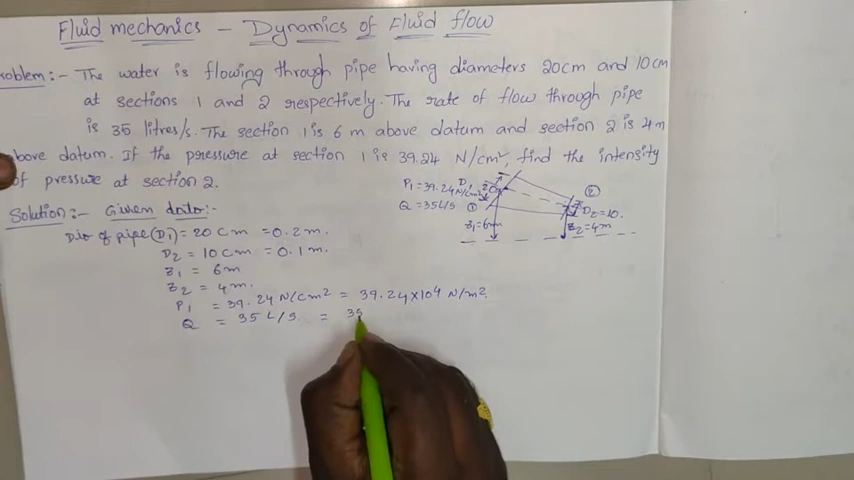 Fluid mechanics - Dynamics of Fluid flow
roblem:- The water is flowing through pipe having diameters 20cm and 10cm
at sections 1 and 2 respectively. The rate of flow through pipe
is 35 litres/s. The section 1 is 6 m above datum and section 2 is 4 m
bove datum. If the pressure at section 1 is 39.24 N/cm², find the intensity
of pressure at section 2.
P₁ = 39.24 N/cm²
Q = 35L/s
D₁
20
①
z₁ = 6m
②
D₂ = 10.
z₂ = 4m
Solution:- Given data:-
Dia of pipe (D₁) = 20 cm = 0.2 m.
D₂ = 10 cm = 0.1 m.
z₁ = 6m
z₂ = 4m.
P₁ = 39.24 N/cm² = 39.24×10⁴ N/m².
Q = 35 L/s. = 35